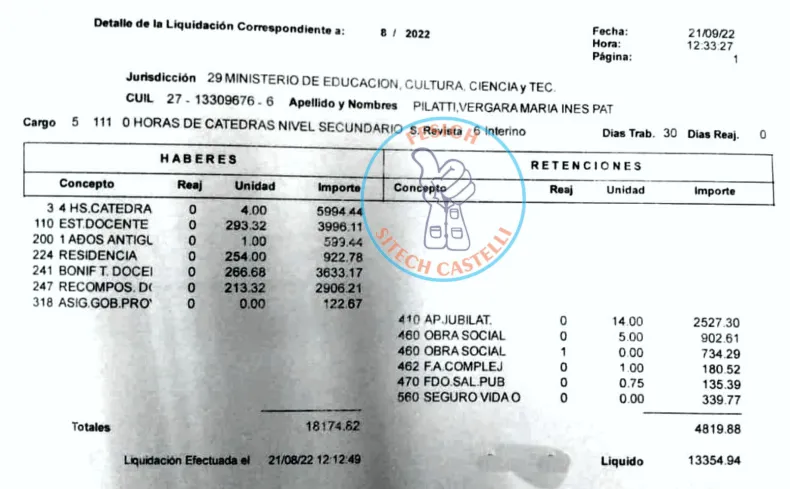 Detalle de la Liquidación Correspondiente a: 8 / 2022
Fecha: 21/09/22
Hora: 12:33:27
Página: 1
Jurisdicción 29 MINISTERIO DE EDUCACION, CULTURA, CIENCIA y TEC.
CUIL 27 - 13309676 - 6 Apellido y Nombres PILATTI,VERGARA MARIA INES PAT
Cargo 5 111 0 HORAS DE CATEDRAS NIVEL SECUNDARIO S. Revista 6 Interino Dias Trab. 30 Dias Reaj. 0
HABERES RETENCIONES
Concepto Reaj Unidad Importe Concepto Reaj Unidad Importe
3 4 HS.CATEDRA 0 4.00 5994.44
110 EST.DOCENTE 0 293.32 3996.11
200 1 AÐOS ANTIGL 0 1.00 599.44
224 RESIDENCIA 0 254.00 922.78
241 BONIF T. DOCEI 0 266.68 3633.17
247 RECOMPOS. D( 0 213.32 2906.21
318 ASIG.GOB.PRO' 0 0.00 122.67
410 AP.JUBILAT. 0 14.00 2527.30
460 OBRA SOCIAL 0 5.00 902.61
460 OBRA SOCIAL 1 0.00 734.29
462 F.A.COMPLEJ 0 1.00 180.52
470 FDO.SAL.PUB 0 0.75 135.39
560 SEGURO VIDA O 0 0.00 339.77
Totales 18174.82 4819.88
Liquidación Efectuada el 21/08/22 12:12:49 Liquido 13354.94
FESICH
SITECH CASTELLI